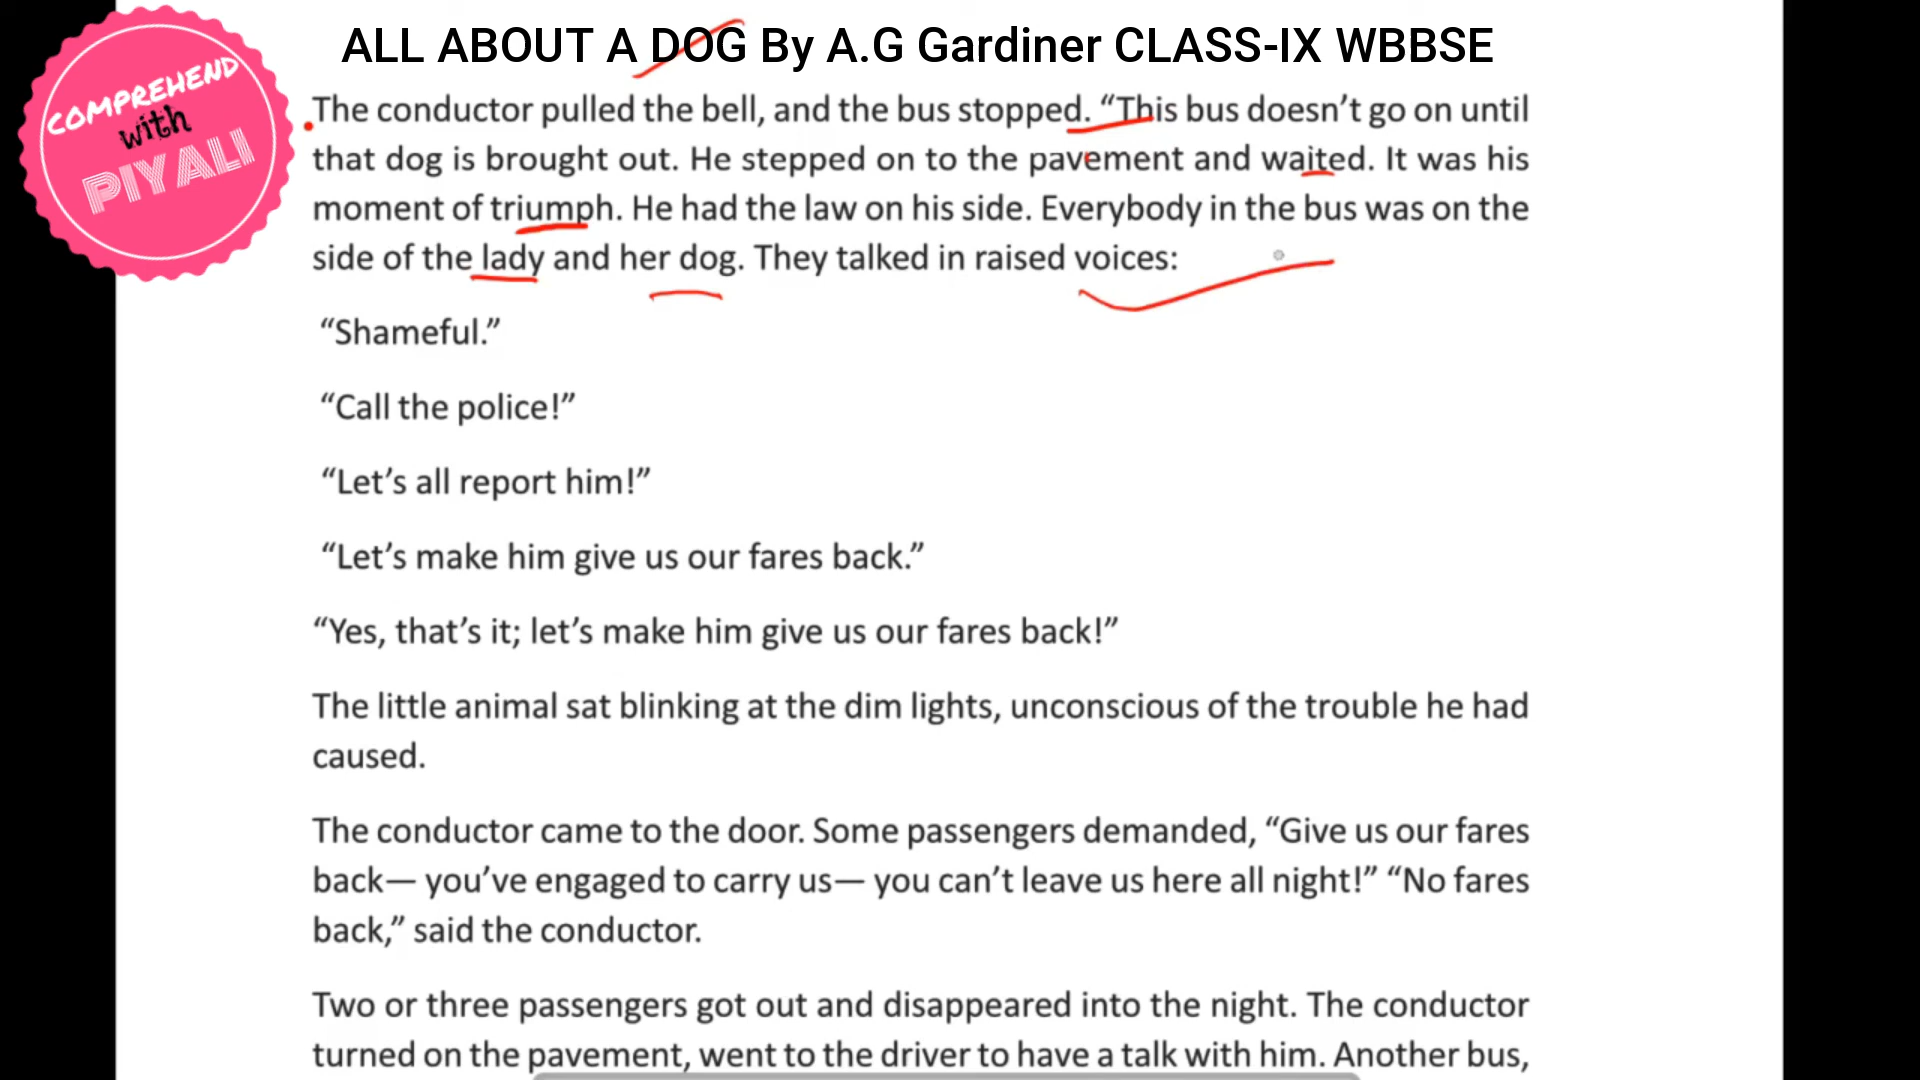 ALL ABOUT A DOG By A.G Gardiner CLASS-IX WBBSE
COMPREHEND
with
PIYALI
The conductor pulled the bell, and the bus stopped. “This bus doesn’t go on until
that dog is brought out. He stepped on to the pavement and waited. It was his
moment of triumph. He had the law on his side. Everybody in the bus was on the
side of the lady and her dog. They talked in raised voices:
“Shameful.”
“Call the police!”
“Let’s all report him!”
“Let’s make him give us our fares back.”
“Yes, that’s it; let’s make him give us our fares back!”
The little animal sat blinking at the dim lights, unconscious of the trouble he had
caused.
The conductor came to the door. Some passengers demanded, “Give us our fares
back— you’ve engaged to carry us— you can’t leave us here all night!” “No fares
back,” said the conductor.
Two or three passengers got out and disappeared into the night. The conductor
turned on the pavement, went to the driver to have a talk with him. Another bus,